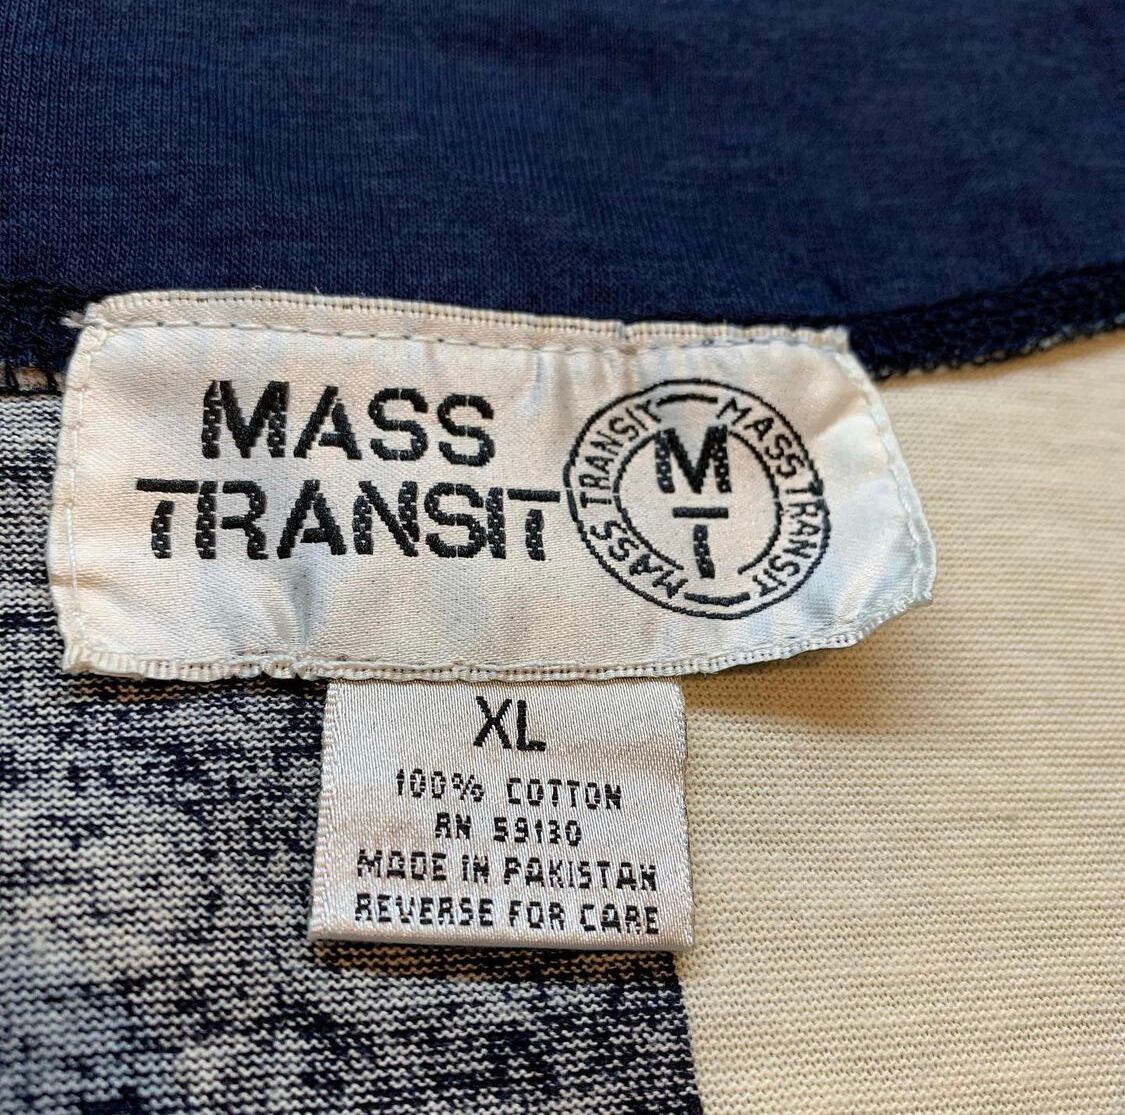 MASS
TRANSIT
MASS TRANSIT
MASS TRANSIT
M
T
XL
100% COTTON
RN 59130
MADE IN PAKISTAN
REVERSE FOR CARE